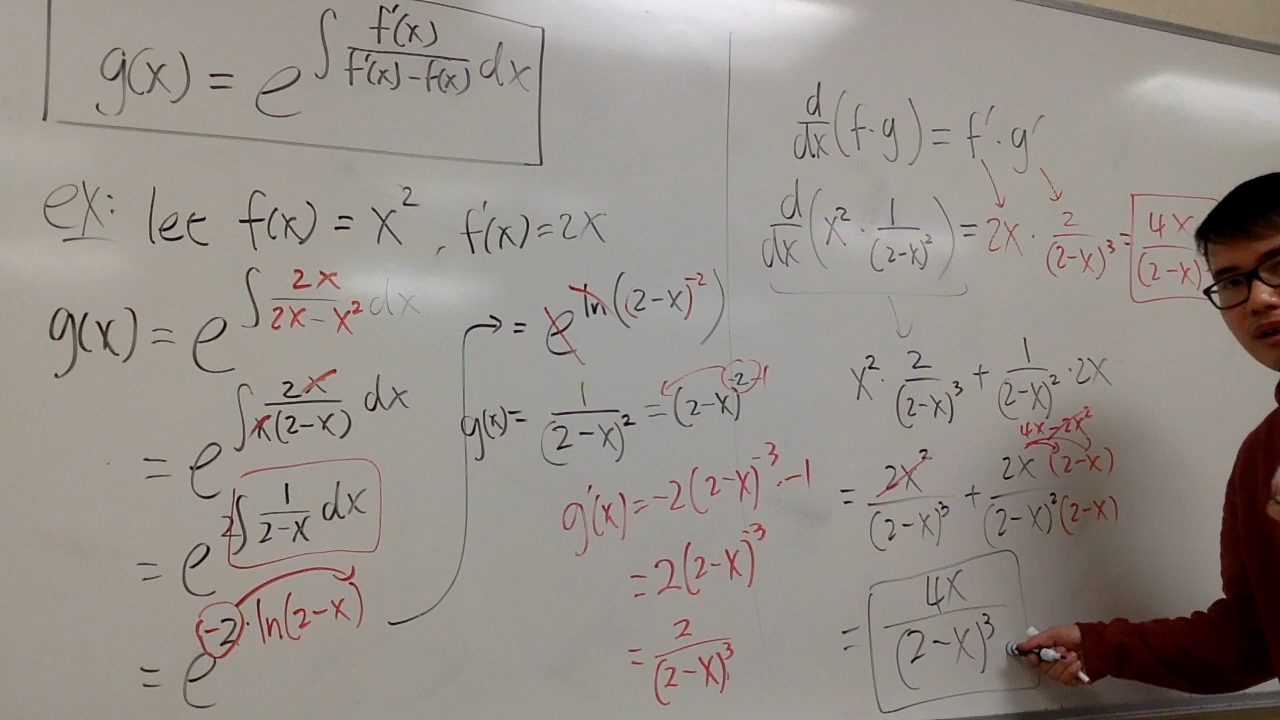 g(x) = e^{∫ f'(x)/(f'(x)-f(x)) dx}
ex: let f(x) = x², f'(x)=2x
g(x) = e^{∫ 2x/(2x-x²) dx}
= e^{∫ 2x/(x(2-x)) dx}
= e^{2∫ 1/(2-x) dx}
= e^{(-2)·ln(2-x)}
→ = e^{ln((2-x)^{-2})}
g(x) = 1/(2-x)² = (2-x)^{-2-1}
g'(x) = -2(2-x)^{-3}·-1
= 2(2-x)^{-3}
= 2/(2-x)³
d/dx (f·g) = f'·g'
d/dx (x²·1/(2-x)²) = 2x·2/(2-x)³ = 4x/(2-x)
x²·2/(2-x)³ + 1/(2-x)²·2x
4x-2x²
= 2x²/(2-x)³ + 2x(2-x)/(2-x)²(2-x)
= 4x/(2-x)³